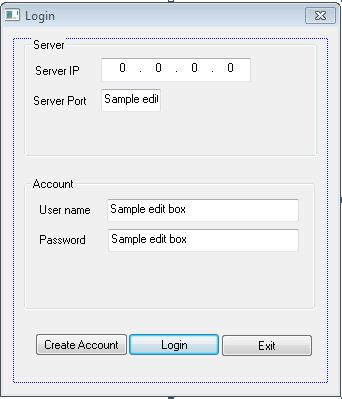 Login
Server
Server IP 0 . 0 . 0 . 0
Server Port Sample edit
Account
User name Sample edit box
Password Sample edit box
Create Account Login Exit